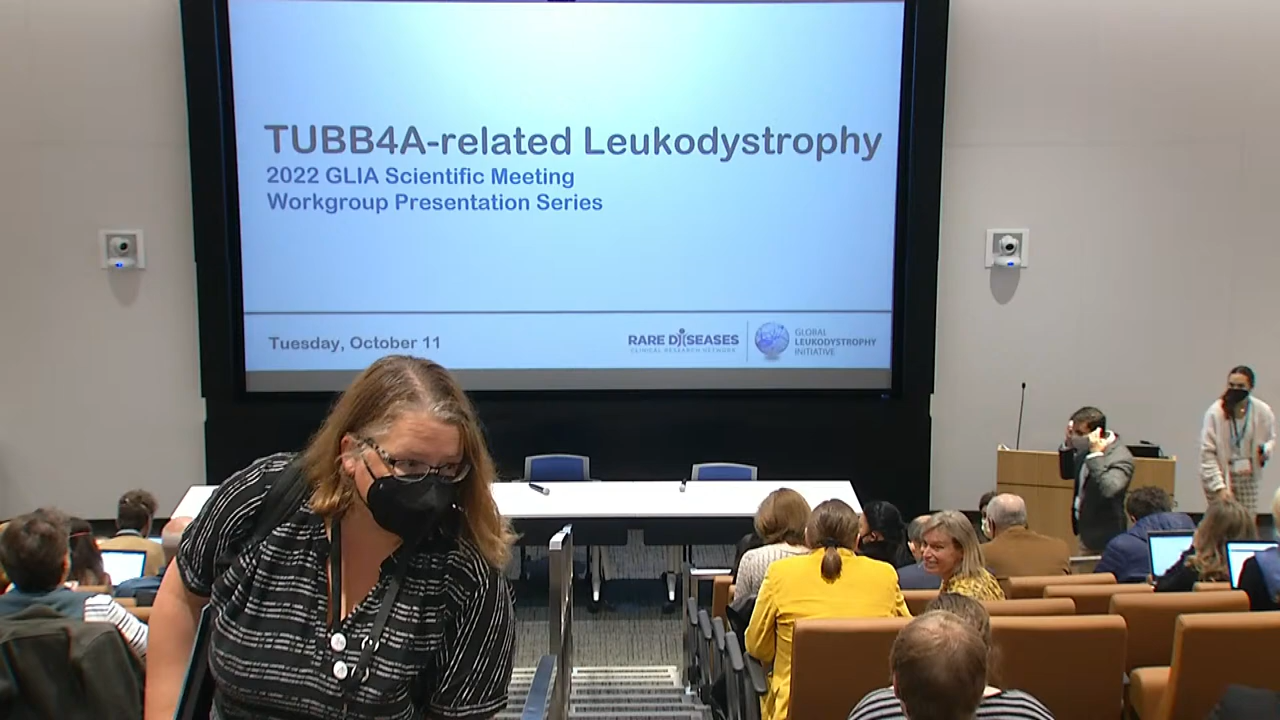 TUBB4A-related Leukodystrophy
2022 GLIA Scientific Meeting
Workgroup Presentation Series
Tuesday, October 11
RARE DISEASES
CLINICAL RESEARCH NETWORK
GLOBAL
LEUKODYSTROPHY
INITIATIVE